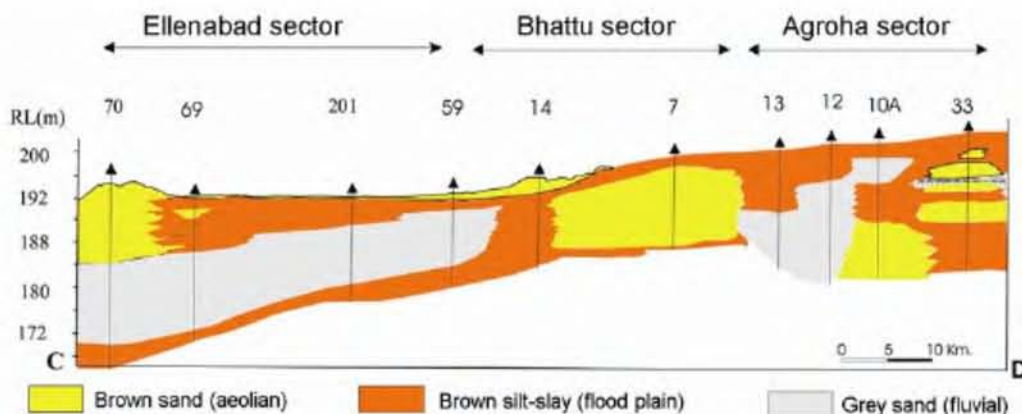 Ellenabad sector Bhattu sector Agroha sector
70 69 201 59 14 7 13 12 10A 33
RL(m)
200
192
188
180
172
C D
0 5 10 Km.
Brown sand (aeolian) Brown silt-slay (flood plain) Grey sand (fluvial)